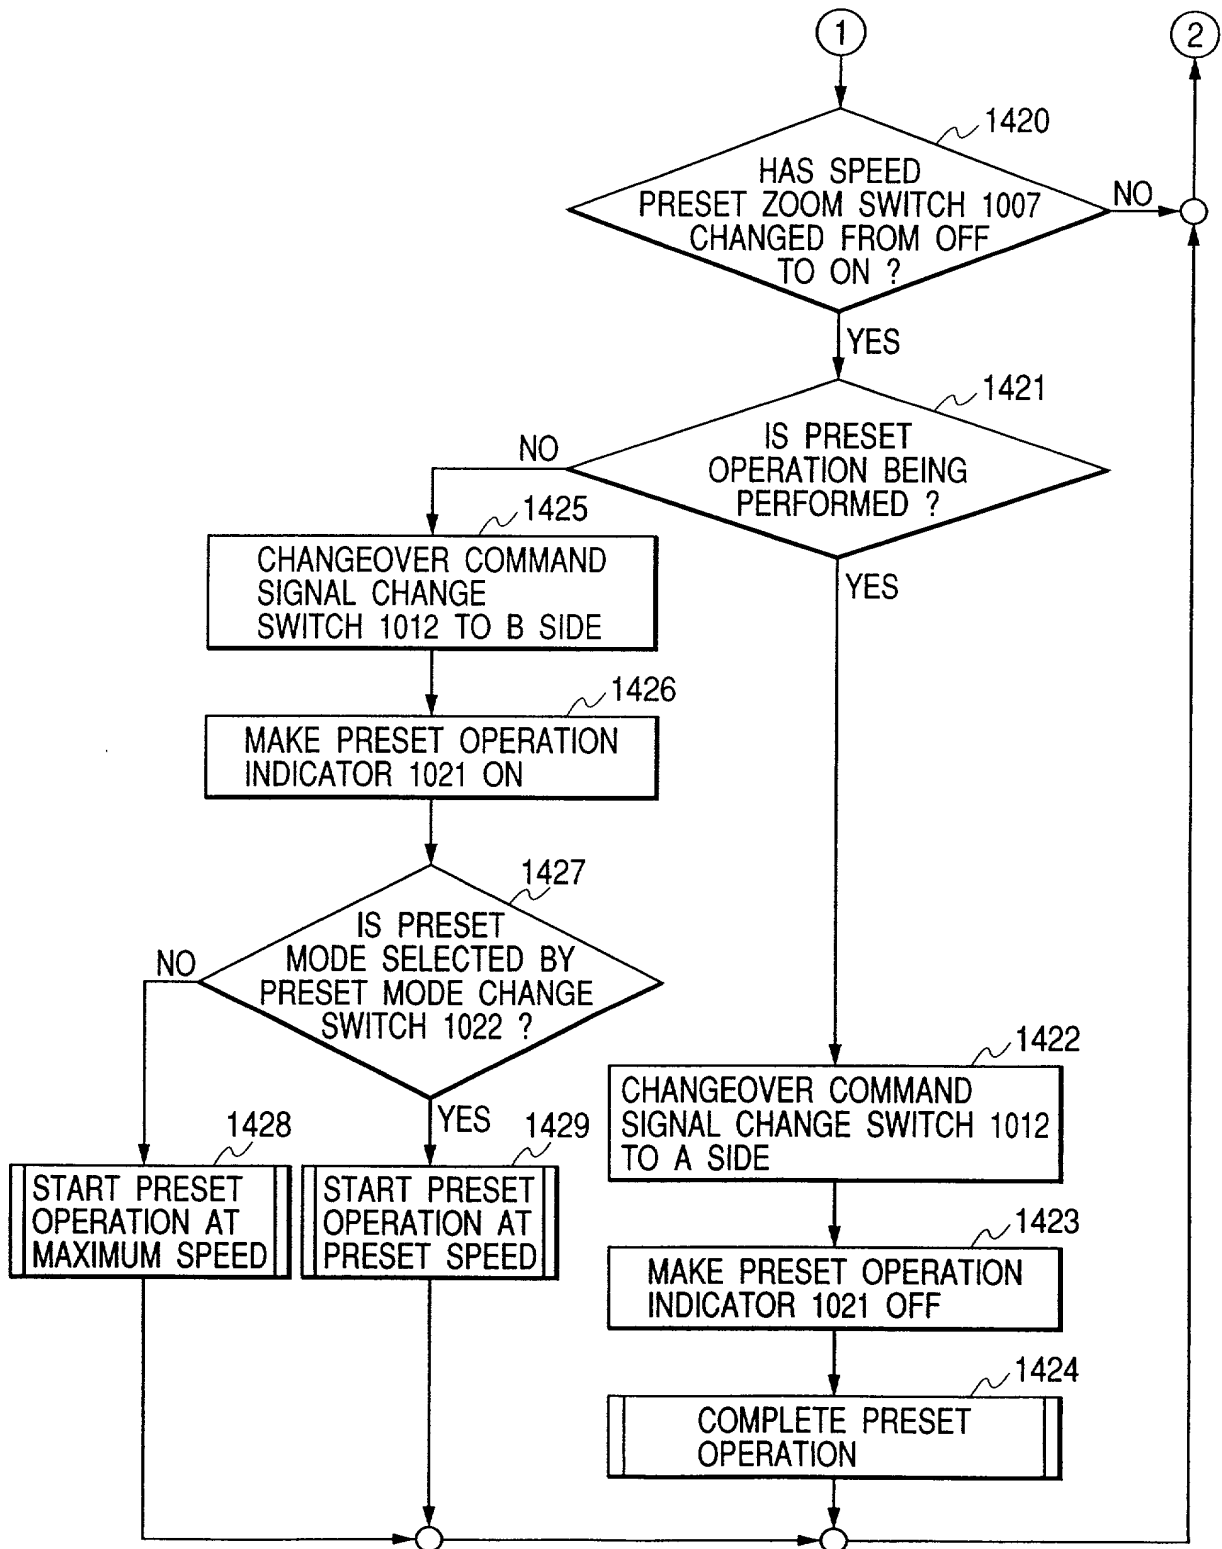 1
2
1420
HAS SPEED
PRESET ZOOM SWITCH 1007
CHANGED FROM OFF
TO ON ?
NO
YES
1421
IS PRESET
OPERATION BEING
PERFORMED ?
NO
YES
1425
CHANGEOVER COMMAND
SIGNAL CHANGE
SWITCH 1012 TO B SIDE
1426
MAKE PRESET OPERATION
INDICATOR 1021 ON
1427
IS PRESET
MODE SELECTED BY
PRESET MODE CHANGE
SWITCH 1022 ?
NO
YES
1428
START PRESET
OPERATION AT
MAXIMUM SPEED
1429
START PRESET
OPERATION AT
PRESET SPEED
1422
CHANGEOVER COMMAND
SIGNAL CHANGE SWITCH 1012
TO A SIDE
1423
MAKE PRESET OPERATION
INDICATOR 1021 OFF
1424
COMPLETE PRESET
OPERATION